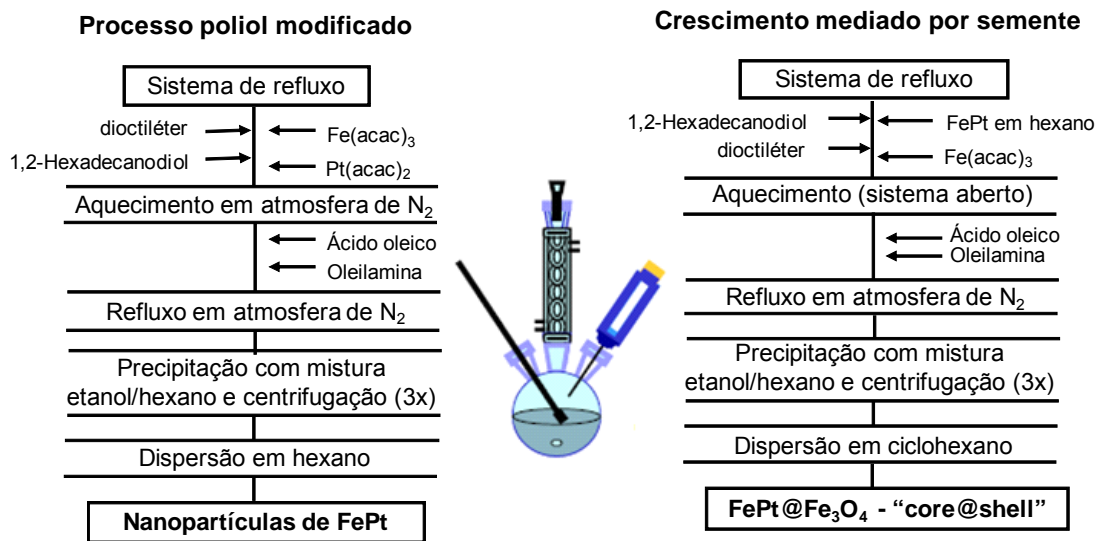 Processo poliol modificado
Sistema de refluxo
dioctiléter
Fe(acac)₃
1,2-Hexadecanodiol
Pt(acac)₂
Aquecimento em atmosfera de N₂
Ácido oleico
Oleilamina
Refluxo em atmosfera de N₂
Precipitação com mistura
etanol/hexano e centrifugação (3x)
Dispersão em hexano
Nanopartículas de FePt
Crescimento mediado por semente
Sistema de refluxo
1,2-Hexadecanodiol
FePt em hexano
dioctiléter
Fe(acac)₃
Aquecimento (sistema aberto)
Ácido oleico
Oleilamina
Refluxo em atmosfera de N₂
Precipitação com mistura
etanol/hexano e centrifugação (3x)
Dispersão em ciclohexano
FePt@Fe₃O₄ - “core@shell”